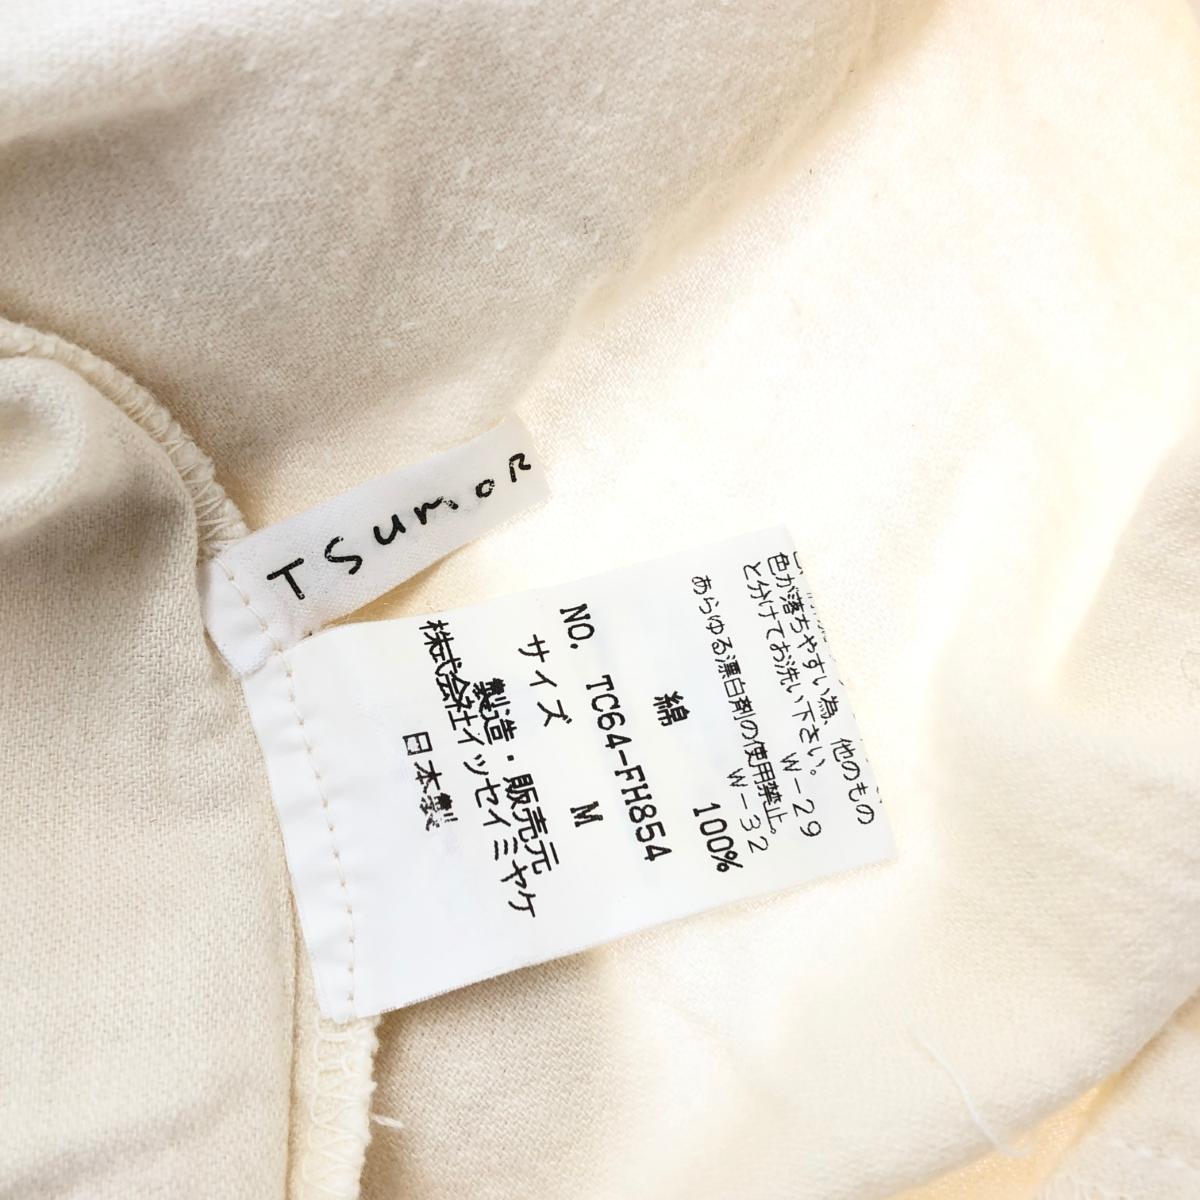 Tsumor
色が落ちやすい為、他のもの
と分けてお洗い下さい。
W-29
あらゆる漂白剤の使用禁止。
W-32
綿 100%
NO. TC64-FH854
サイズ M
製造・販売元
株式会社イッセイミヤケ
日本製